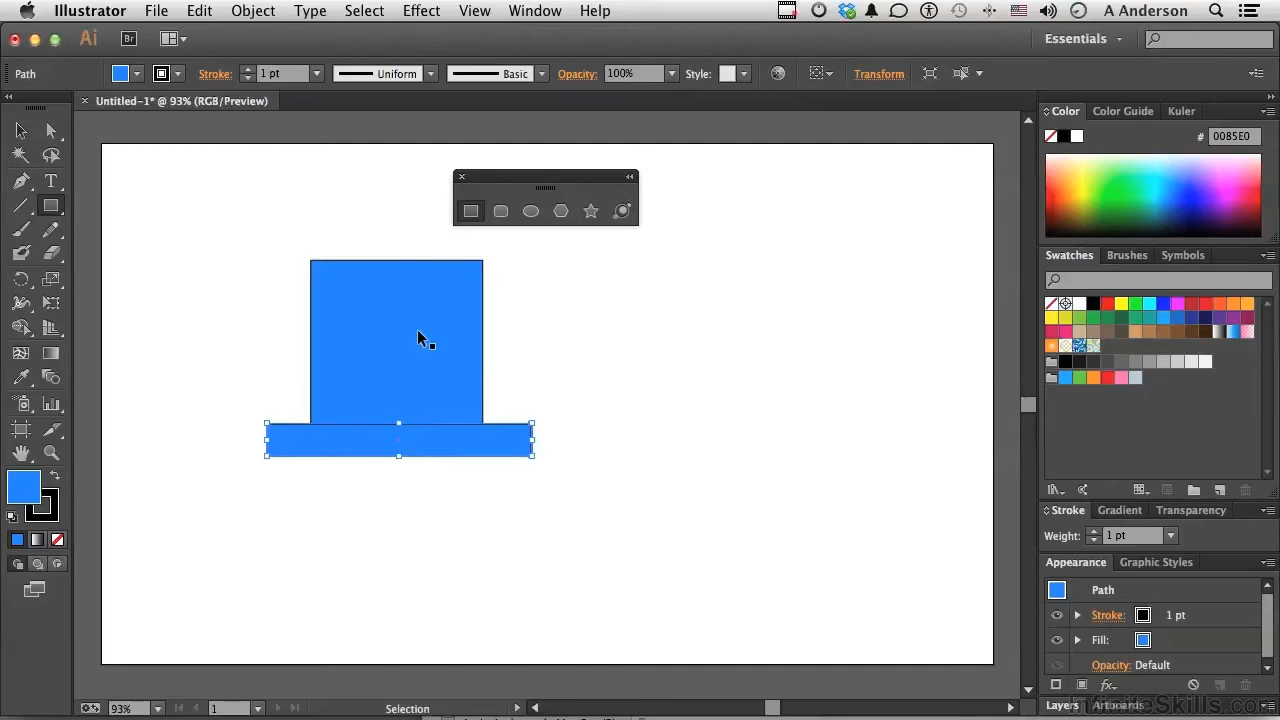 Illustrator File Edit Object Type Select Effect View Window Help A Anderson
Ai Br Essentials
Path Stroke: 1 pt Uniform Basic Opacity: 100% Style: Transform
Untitled-1* @ 93% (RGB/Preview)
Color Color Guide Kuler
# 0085E0
Swatches Brushes Symbols
Stroke Gradient Transparency
Weight: 1 pt
Appearance Graphic Styles
Path
Stroke: 1 pt
Fill:
Opacity: Default
fx
Layers Artboards
93% 1 Selection
InfiniteSkills.com